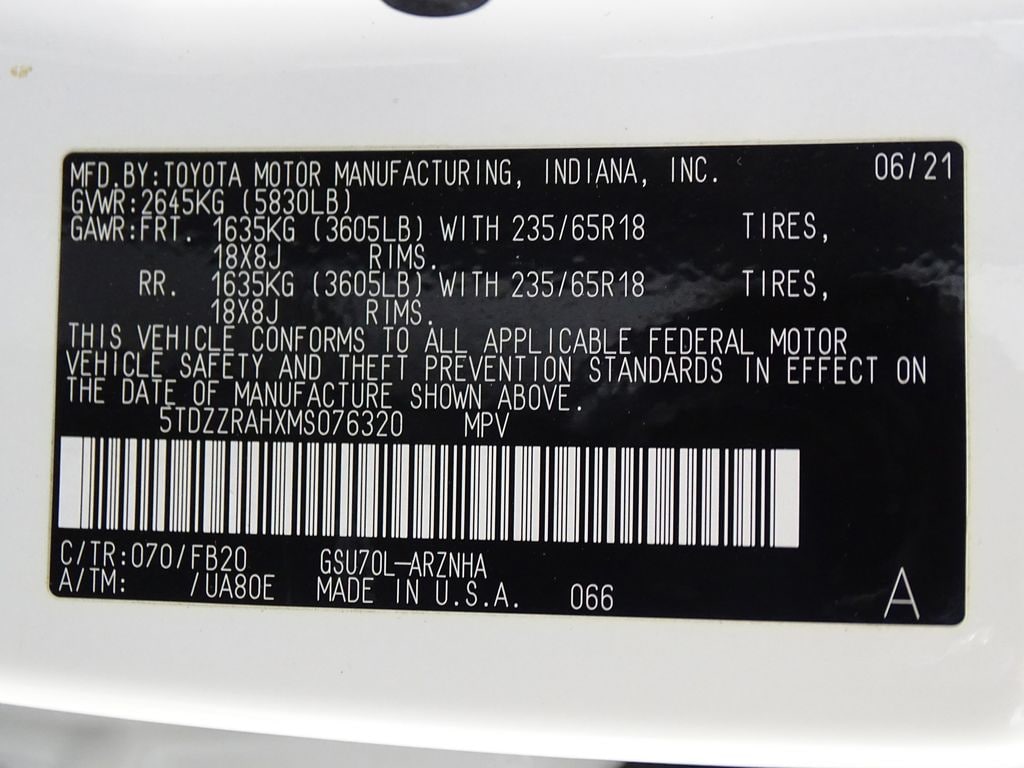 MFD.BY:TOYOTA MOTOR MANUFACTURING, INDIANA, INC. 06/21
GVWR:2645KG (5830LB)
GAWR:FRT. 1635KG (3605LB) WITH 235/65R18 TIRES,
18X8J RIMS.
RR. 1635KG (3605LB) WITH 235/65R18 TIRES,
18X8J RIMS.
THIS VEHICLE CONFORMS TO ALL APPLICABLE FEDERAL MOTOR
VEHICLE SAFETY AND THEFT PREVENTION STANDARDS IN EFFECT ON
THE DATE OF MANUFACTURE SHOWN ABOVE.
5TDZZRAHXMS076320 MPV
C/TR:070/FB20 GSU70L-ARZNHA
A/TM: /UA80E MADE IN U.S.A. 066 A